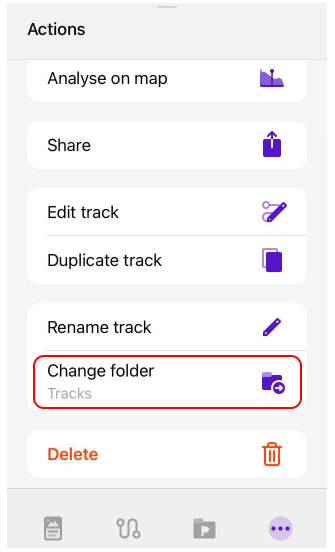 Actions
Analyse on map
Share
Edit track
Duplicate track
Rename track
Change folder
Tracks
Delete